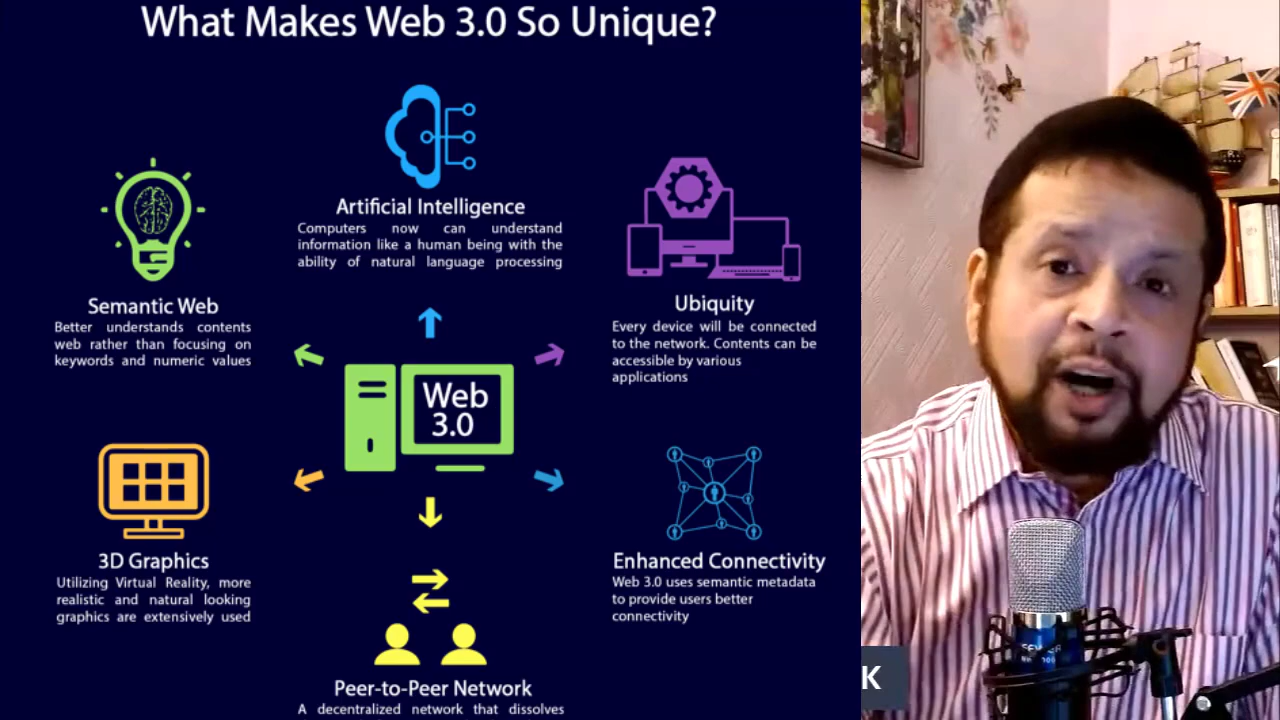 What Makes Web 3.0 So Unique?
Artificial Intelligence
Computers now can understand
information like a human being with the
ability of natural language processing
Semantic Web
Better understands contents
web rather than focusing on
keywords and numeric values
Ubiquity
Every device will be connected
to the network. Contents can be
accessible by various
applications
Web
3.0
3D Graphics
Utilizing Virtual Reality, more
realistic and natural looking
graphics are extensively used
Enhanced Connectivity
Web 3.0 uses semantic metadata
to provide users better
connectivity
Peer-to-Peer Network
A decentralized network that dissolves
K